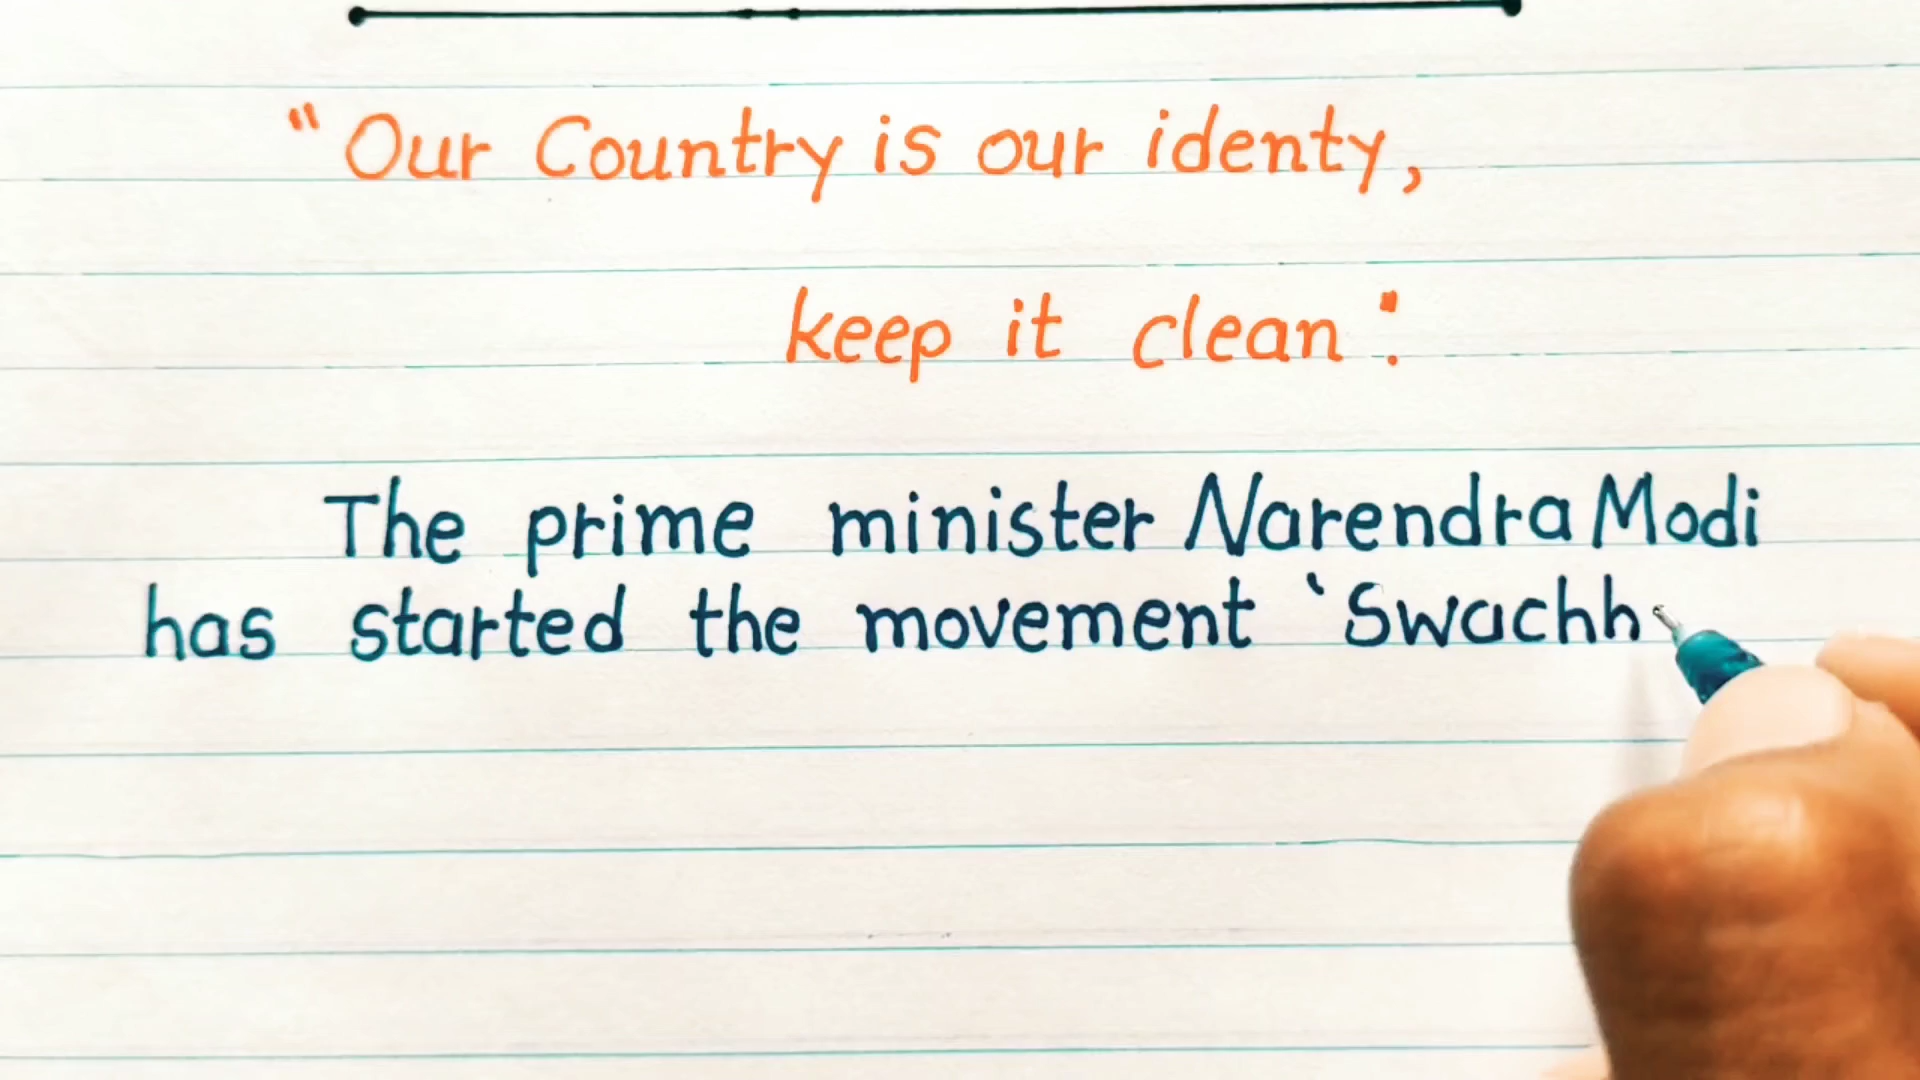 “Our Country is our identy,
keep it clean."
The prime minister Narendra Modi
has started the movement ‘Swachh